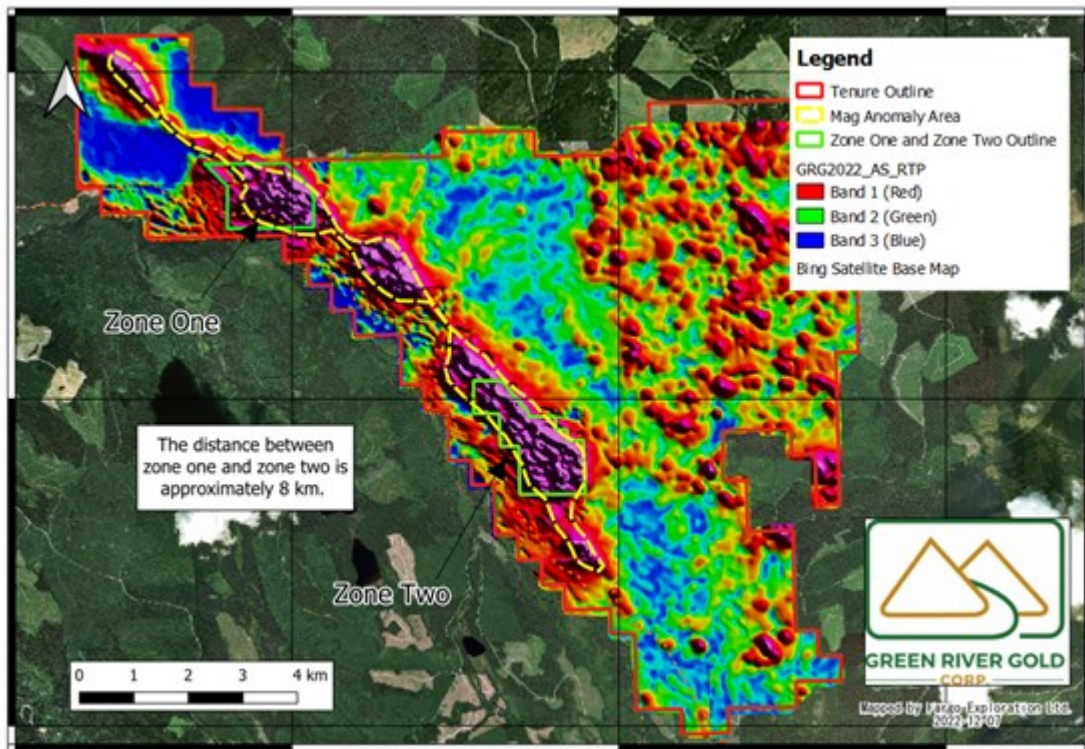 Legend
Tenure Outline
Mag Anomaly Area
Zone One and Zone Two Outline
GRG2022_AS_RTP
Band 1 (Red)
Band 2 (Green)
Band 3 (Blue)
Bing Satellite Base Map
Zone One
The distance between
zone one and zone two is
approximately 8 km.
Zone Two
0 1 2 3 4 km
GREEN RIVER GOLD
CORP.
Mapped by Fargo Exploration Ltd.
2022-12-07